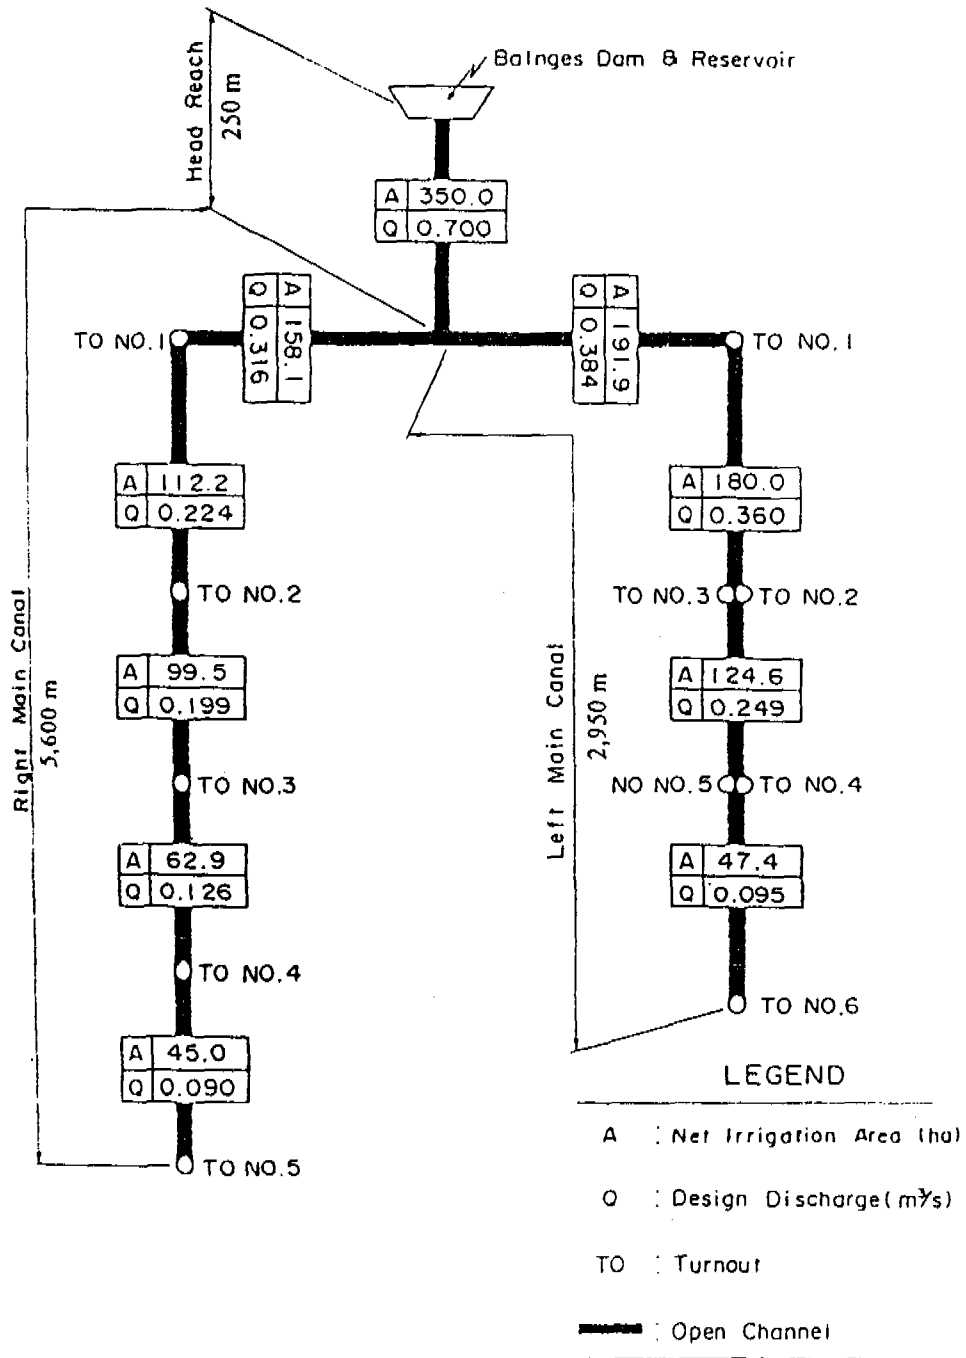 Balnges Dam & Reservoir
Head Reach
250 m
A 350.0
Q 0.700
A 158.1
Q 0.316
A 191.9
Q 0.384
TO NO.1
TO NO.1
A 112.2
Q 0.224
A 180.0
Q 0.360
TO NO.2
TO NO.3
TO NO.2
A 99.5
Q 0.199
A 124.6
Q 0.249
Right Main Canal
5,600 m
Left Main Canal
2,950 m
TO NO.3
NO NO.5
TO NO.4
A 62.9
Q 0.126
A 47.4
Q 0.095
TO NO.4
TO NO.6
A 45.0
Q 0.090
TO NO.5
LEGEND
A : Net Irrigation Area (ha)
Q : Design Discharge(m³/s)
TO : Turnout
: Open Channel